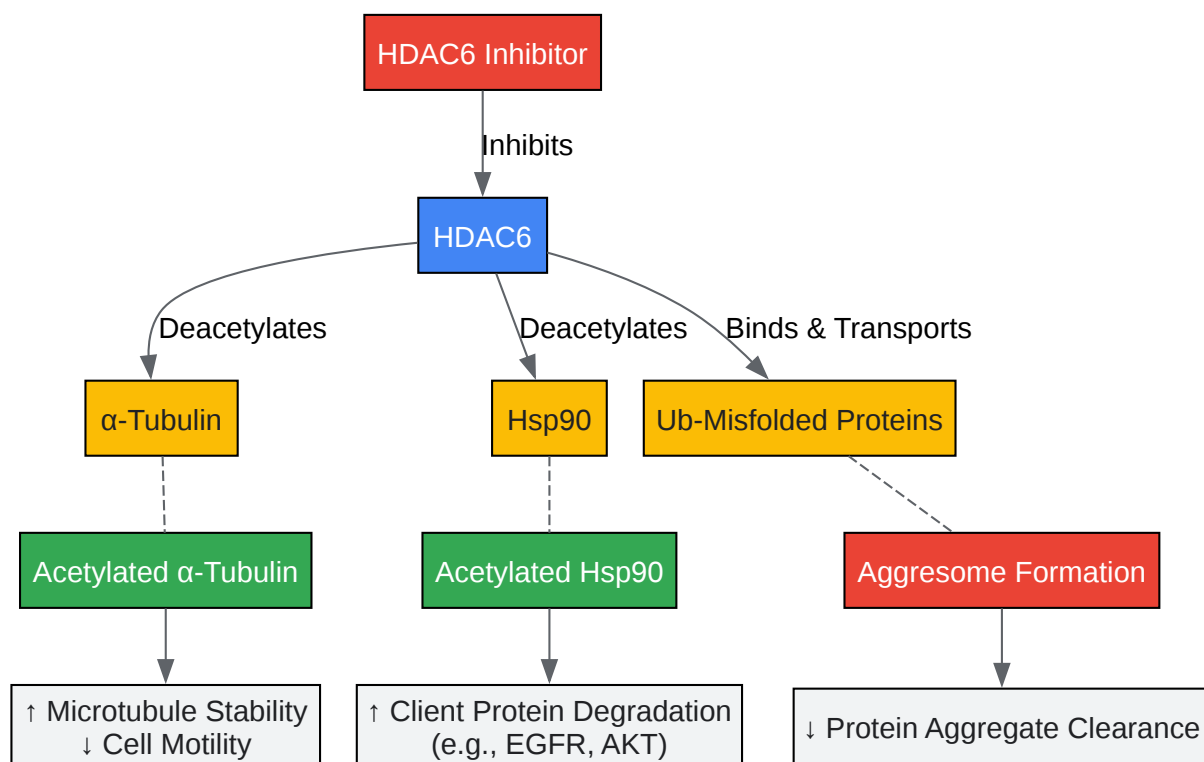 HDAC6 Inhibitor
Inhibits
HDAC6
Deacetylates
Deacetylates
Binds & Transports
α-Tubulin
Hsp90
Ub-Misfolded Proteins
Acetylated α-Tubulin
Acetylated Hsp90
Aggresome Formation
↑ Microtubule Stability
↓ Cell Motility
↑ Client Protein Degradation
(e.g., EGFR, AKT)
↓ Protein Aggregate Clearance